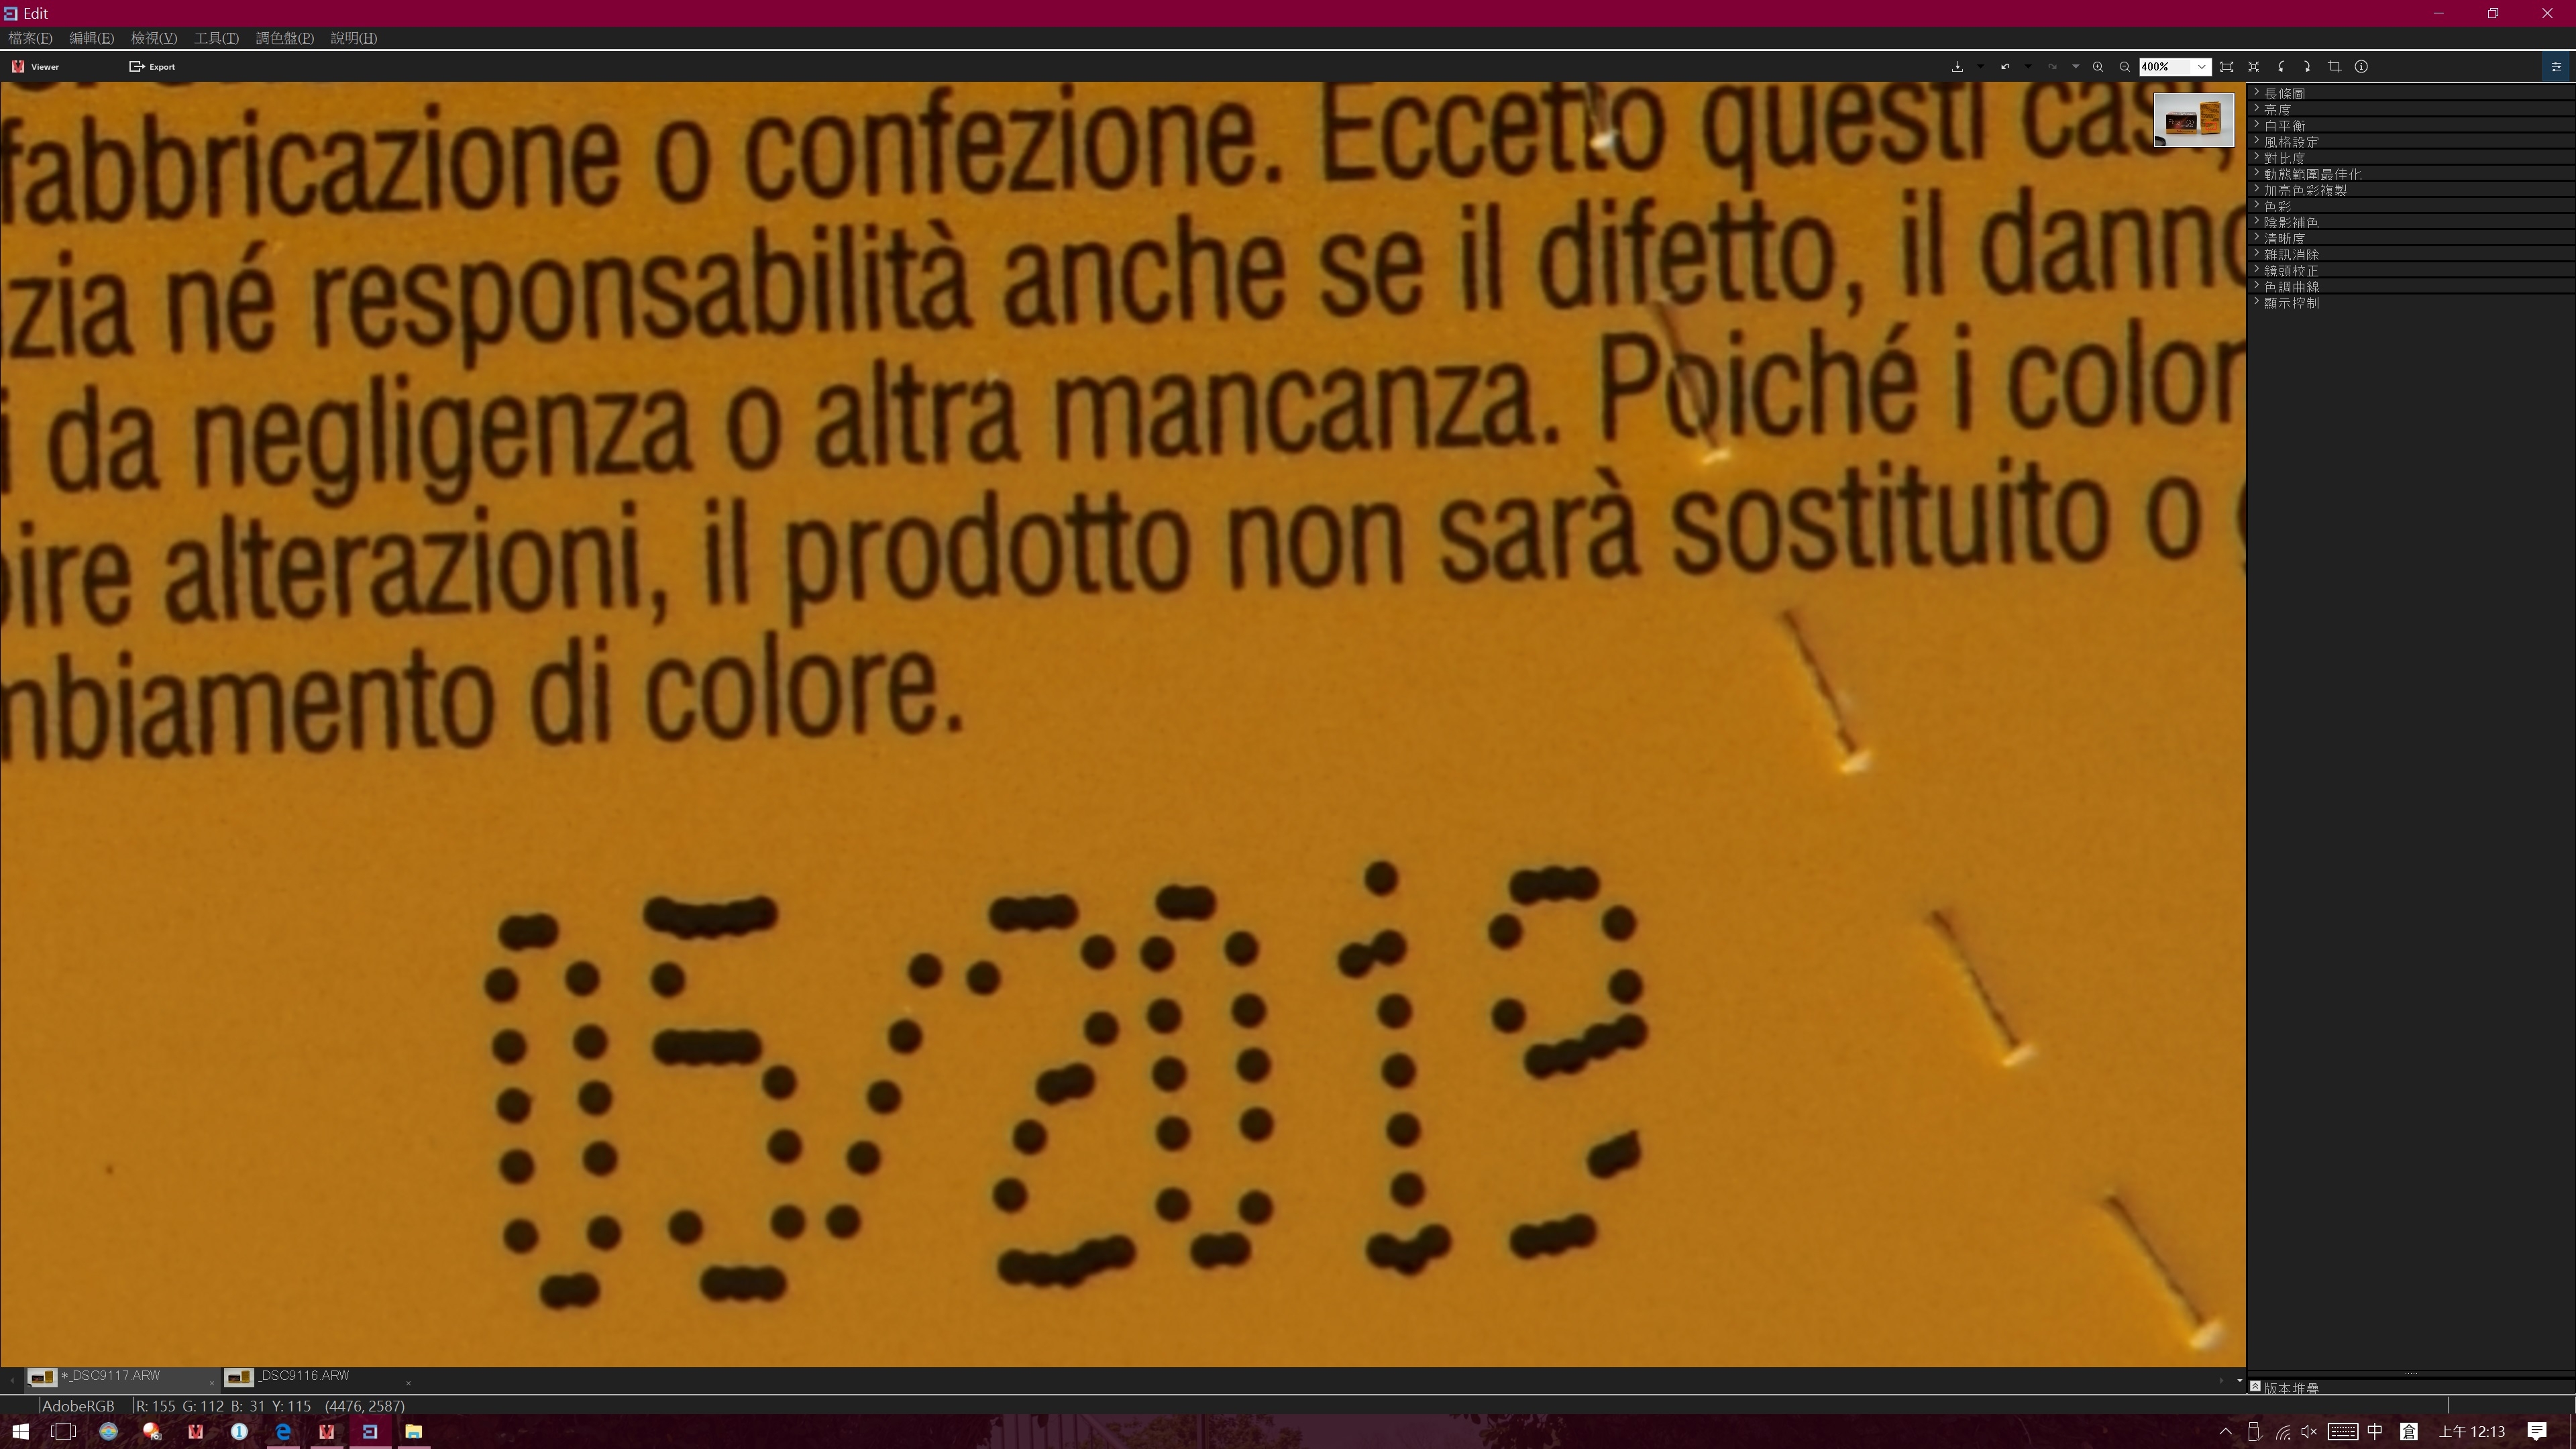 Edit
檔案(F) 編輯(E) 檢視(V) 工具(T) 調色盤(P) 說明(H)
Viewer Export 400%
fabbricazione o confezione. Eccetto questi casi,
zia né responsabilità anche se il difetto, il danno
i da negligenza o altra mancanza. Poiché i color
ire alterazioni, il prodotto non sarà sostituito o
mbiamento di colore.
05/2019
長條圖
亮度
白平衡
風格設定
對比度
動態範圍最佳化
加亮色彩複製
色彩
陰影補色
清晰度
雜訊消除
鏡頭校正
色調曲線
顯示控制
版本堆疊
*_DSC9117.ARW _DSC9116.ARW
AdobeRGB R: 155 G: 112 B: 31 Y: 115 (4476, 2587)
中 倉 上午 12:13